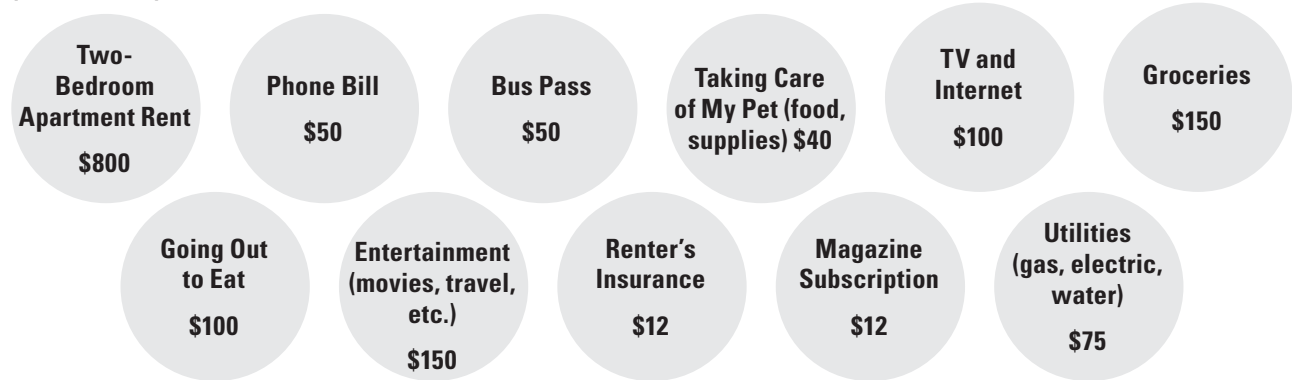 Two-
Bedroom
Apartment Rent
$800
Phone Bill
$50
Bus Pass
$50
Taking Care
of My Pet (food,
supplies) $40
TV and
Internet
$100
Groceries
$150
Going Out
to Eat
$100
Entertainment
(movies, travel,
etc.)
$150
Renter's
Insurance
$12
Magazine
Subscription
$12
Utilities
(gas, electric,
water)
$75